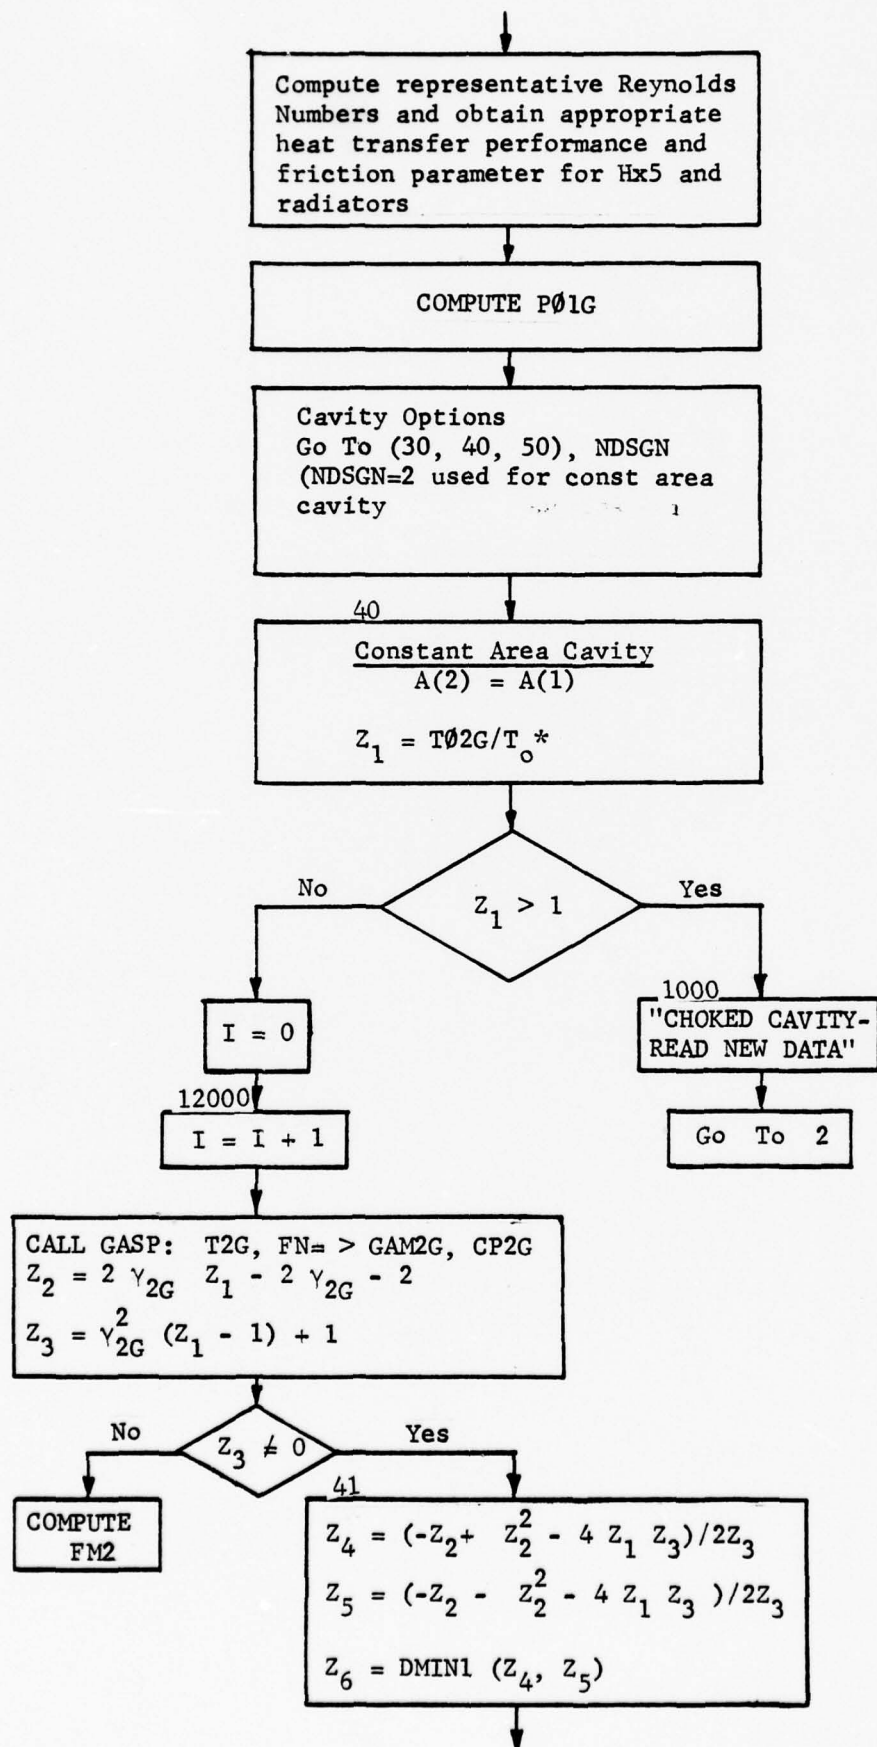 Compute representative Reynolds
Numbers and obtain appropriate
heat transfer performance and
friction parameter for Hx5 and
radiators
COMPUTE PØ1G
Cavity Options
Go To (30, 40, 50), NDSGN
(NDSGN=2 used for const area
cavity
40
Constant Area Cavity
A(2) = A(1)
Z₁ = TØ2G/Tₒ*
No
Z₁ > 1
Yes
I = 0
1000
"CHOKED CAVITY-
READ NEW DATA"
12000
I = I + 1
Go To 2
CALL GASP: T2G, FN= > GAM2G, CP2G
Z₂ = 2 γ₂G Z₁ - 2 γ₂G - 2
Z₃ = γ²₂G (Z₁ - 1) + 1
No
Z₃ ≠ 0
Yes
COMPUTE
FM2
41
Z₄ = (-Z₂+ Z₂² - 4 Z₁ Z₃)/2Z₃
Z₅ = (-Z₂ - Z₂² - 4 Z₁ Z₃ )/2Z₃
Z₆ = DMIN1 (Z₄, Z₅)